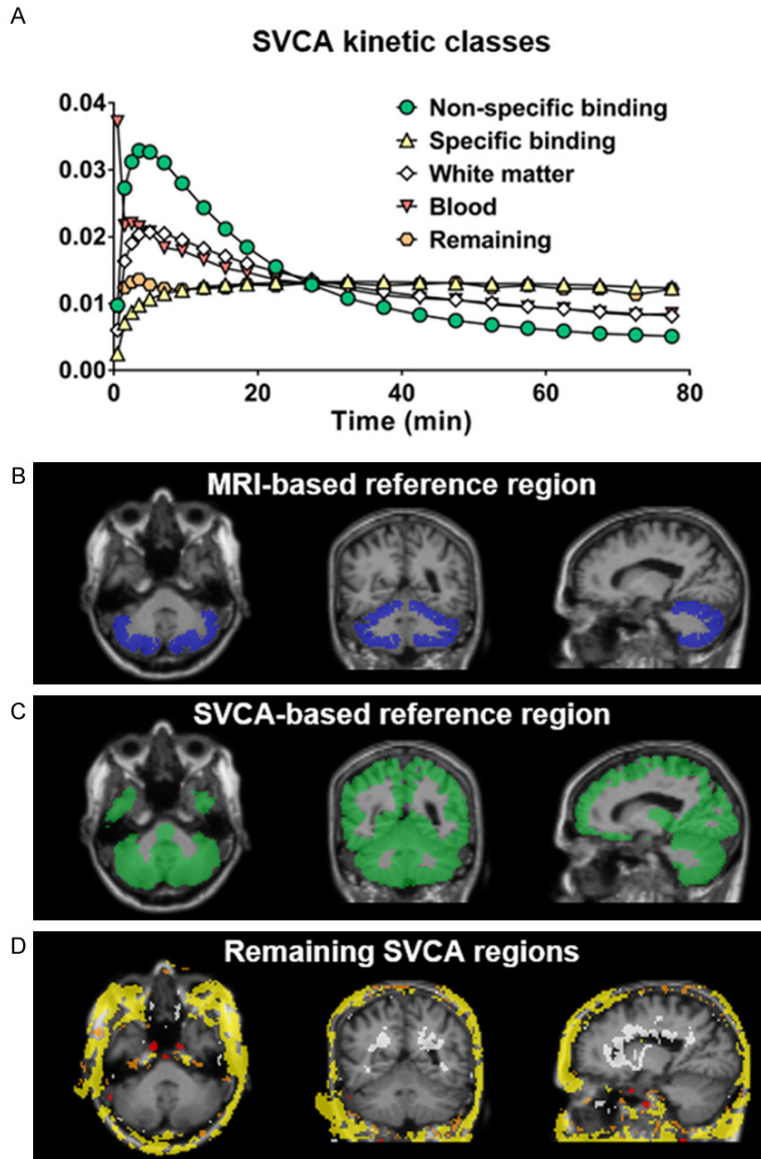 A
SVCA kinetic classes
0.04
0.03
0.02
0.01
0.00
0 20 40 60 80
Time (min)
Non-specific binding
Specific binding
White matter
Blood
Remaining
B
MRI-based reference region
C
SVCA-based reference region
D
Remaining SVCA regions